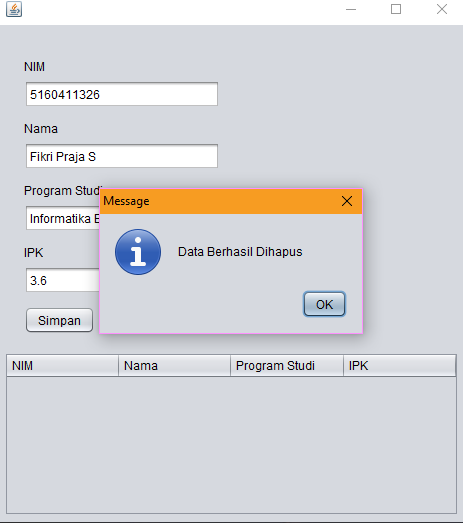 NIM
5160411326
Nama
Fikri Praja S
Program Studi
Informatika
IPK
3.6
Simpan
Message
Data Berhasil Dihapus
OK
NIM Nama Program Studi IPK